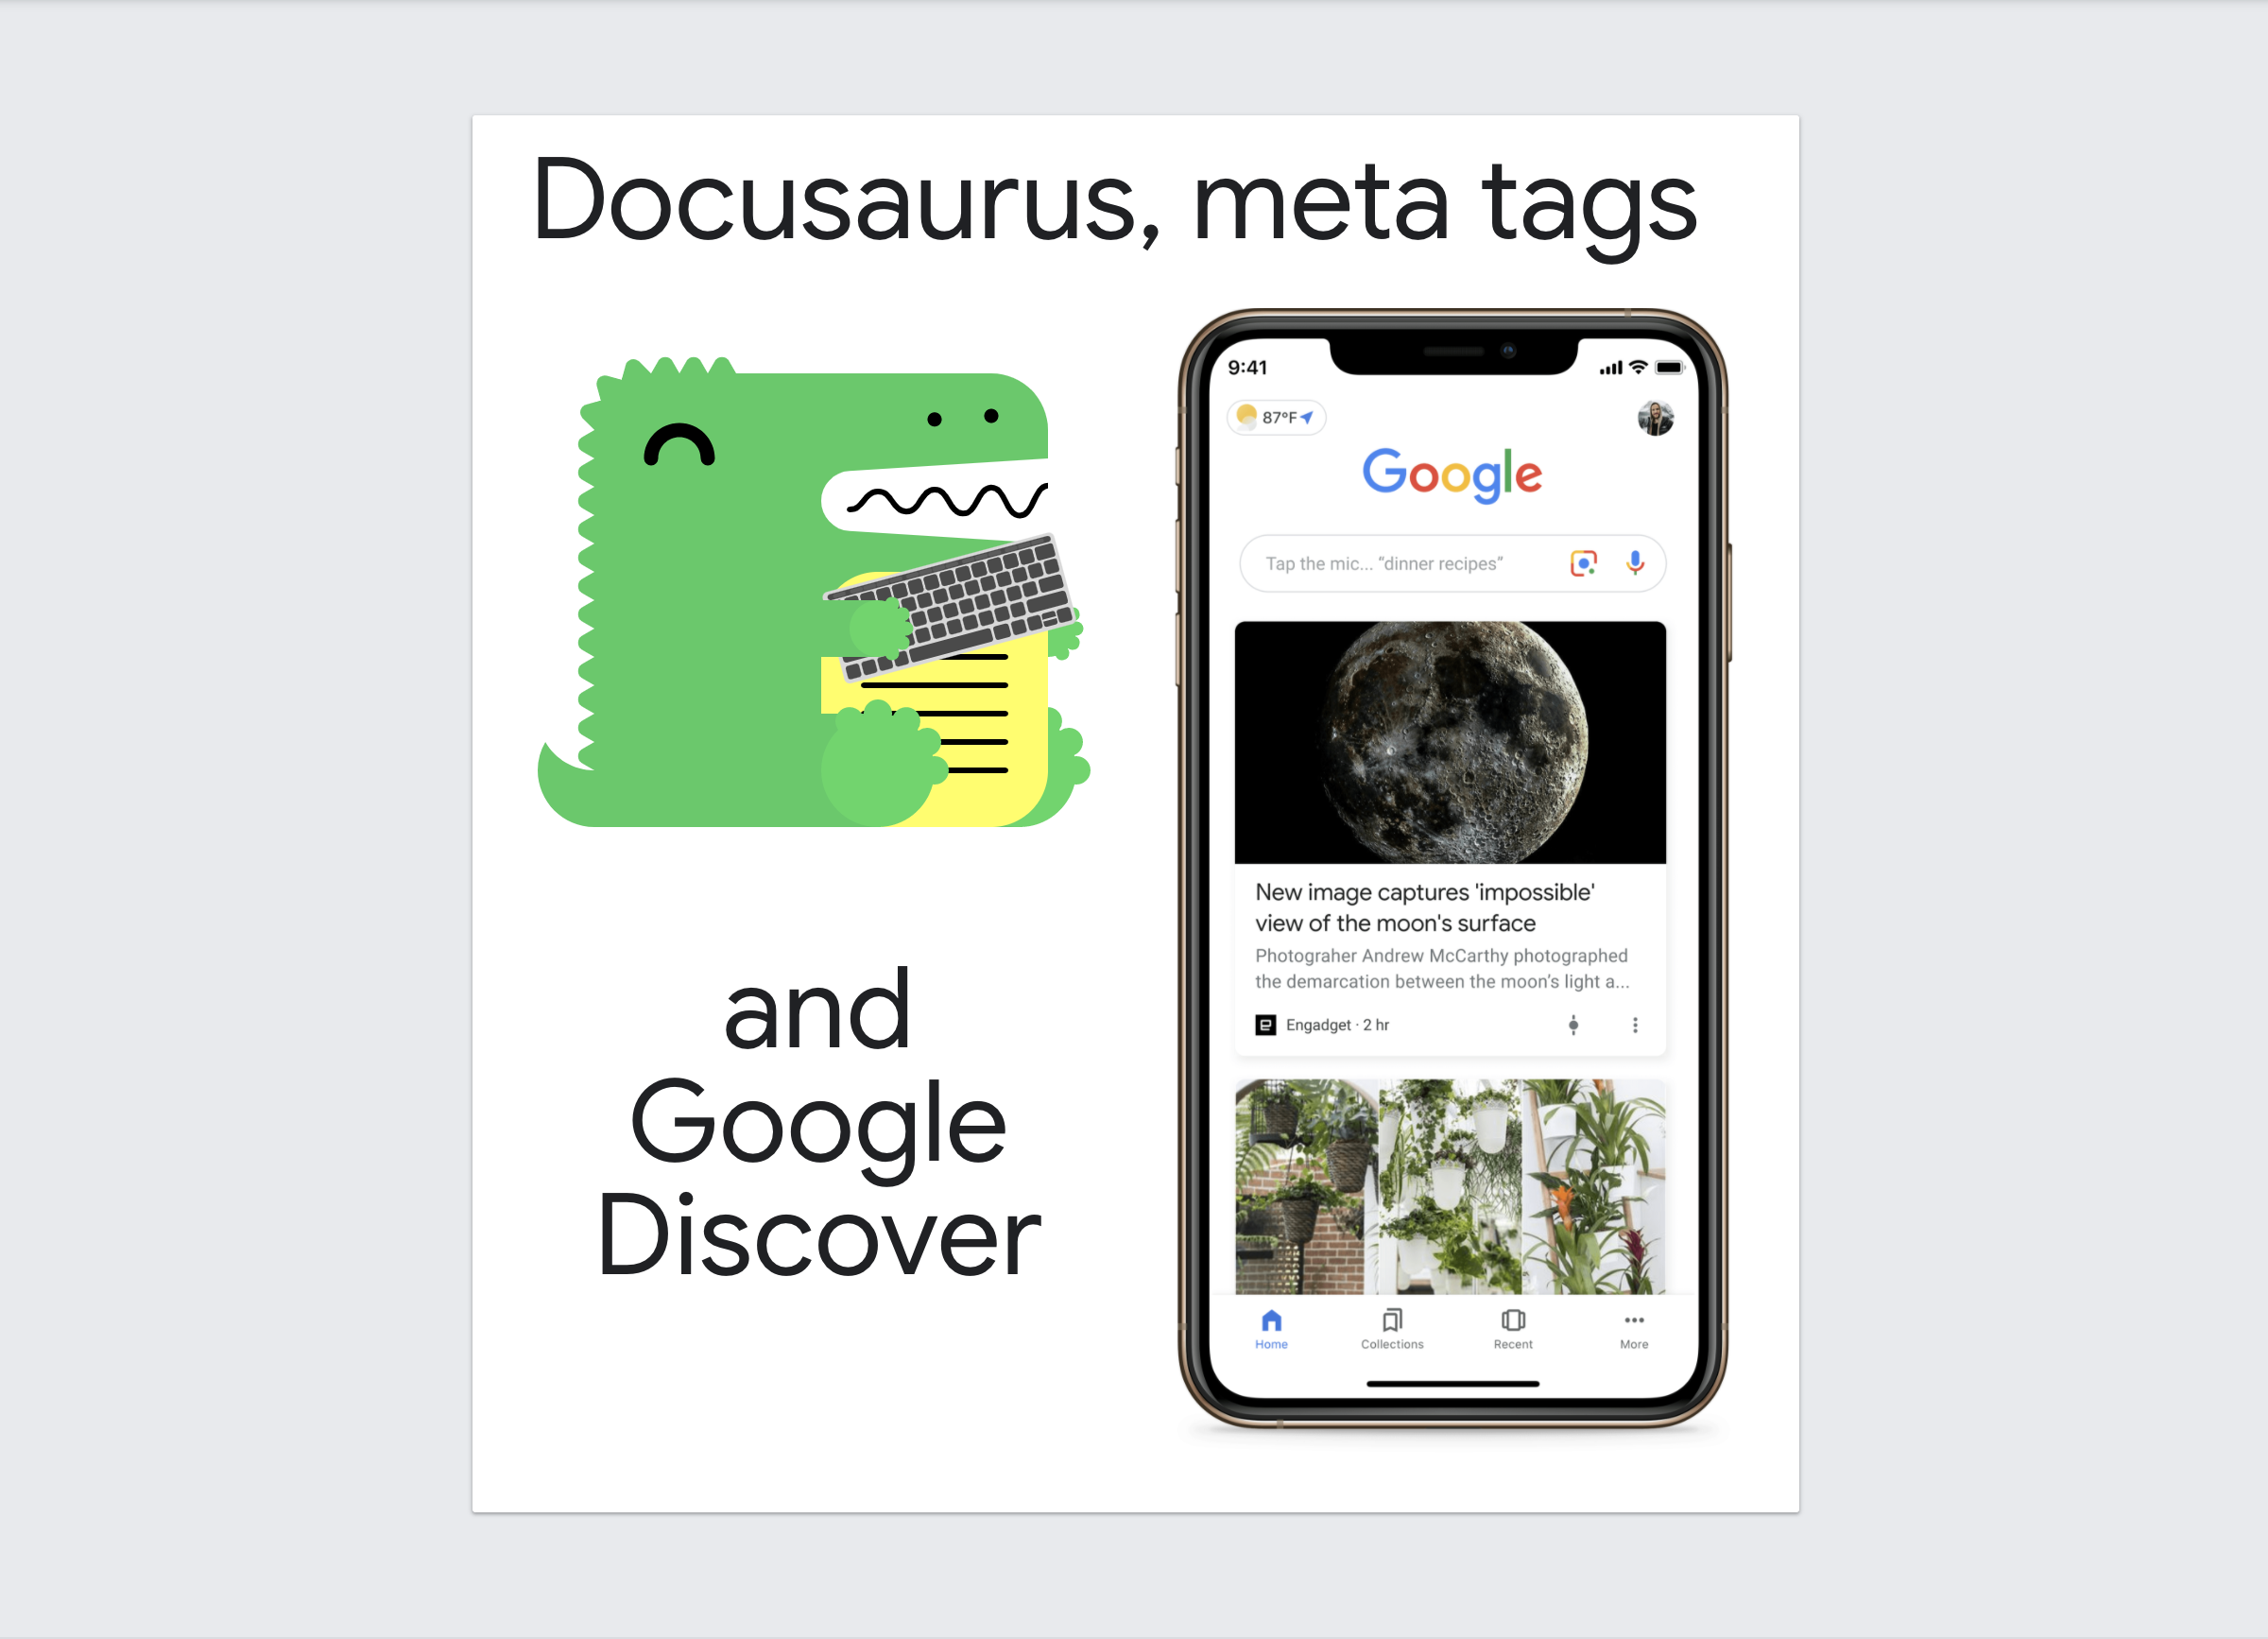 Docusaurus, meta tags
and
Google
Discover
9:41
87°F
Google
Tap the mic... “dinner recipes”
New image captures 'impossible'
view of the moon's surface
Photograher Andrew McCarthy photographed
the demarcation between the moon’s light a...
Engadget · 2 hr
Home
Collections
Recent
More